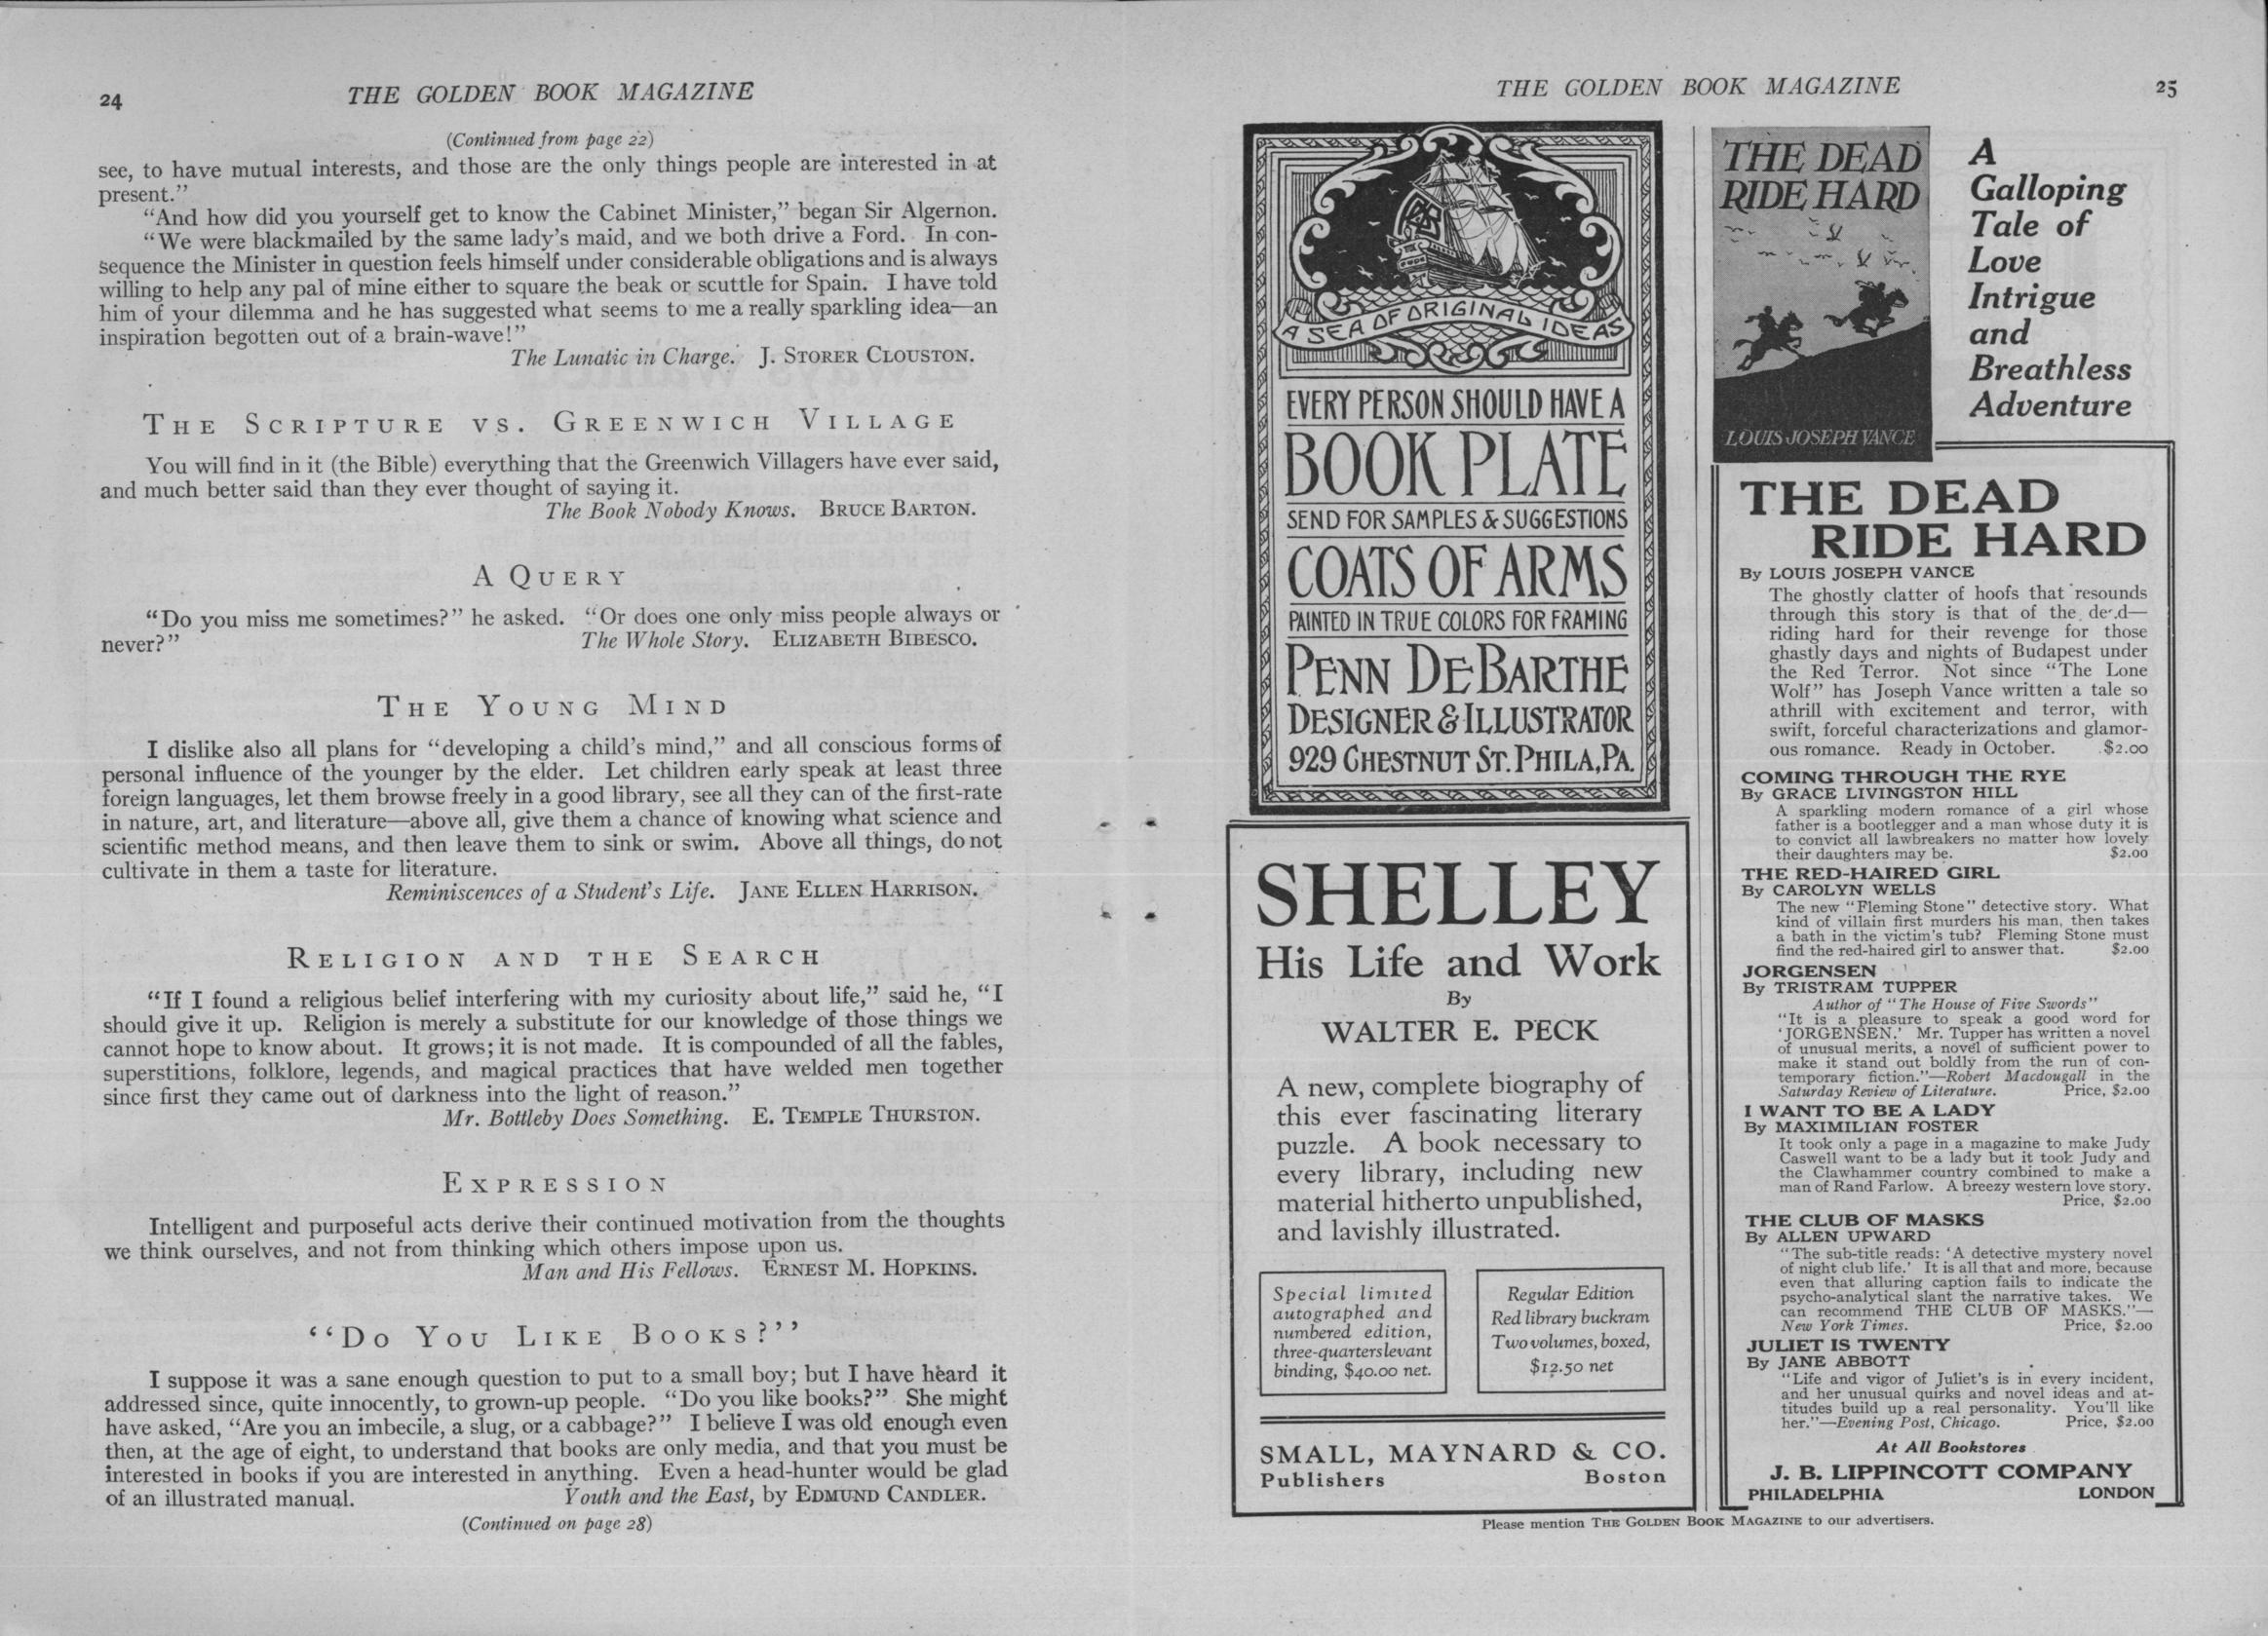 24
THE GOLDEN BOOK MAGAZINE
(Continued from page 22)
see, to have mutual interests, and those are the only things people are interested in at
present."
"And how did you yourself get to know the Cabinet Minister," began Sir Algernon.
"We were blackmailed by the same lady's maid, and we both drive a Ford. In con-
sequence the Minister in question feels himself under considerable obligations and is always
willing to help any pal of mine either to square the beak or scuttle for Spain. I have told
him of your dilemma and he has suggested what seems to me a really sparkling idea—an
inspiration begotten out of a brain-wave!"
The Lunatic in Charge. J. STORER CLOUSTON.
THE SCRIPTURE VS. GREENWICH VILLAGE
You will find in it (the Bible) everything that the Greenwich Villagers have ever said,
and much better said than they ever thought of saying it.
The Book Nobody Knows. BRUCE BARTON.
A QUERY
"Do you miss me sometimes?" he asked. "Or does one only miss people always or
never?" The Whole Story. ELIZABETH BIBESCO.
THE YOUNG MIND
I dislike also all plans for "developing a child's mind," and all conscious forms of
personal influence of the younger by the elder. Let children early speak at least three
foreign languages, let them browse freely in a good library, see all they can of the first-rate
in nature, art, and literature—above all, give them a chance of knowing what science and
scientific method means, and then leave them to sink or swim. Above all things, do not
cultivate in them a taste for literature.
Reminiscences of a Student's Life. JANE ELLEN HARRISON.
RELIGION AND THE SEARCH
"If I found a religious belief interfering with my curiosity about life," said he, "I
should give it up. Religion is merely a substitute for our knowledge of those things we
cannot hope to know about. It grows; it is not made. It is compounded of all the fables,
superstitions, folklore, legends, and magical practices that have welded men together
since first they came out of darkness into the light of reason."
Mr. Bottleby Does Something. E. TEMPLE THURSTON.
EXPRESSION
Intelligent and purposeful acts derive their continued motivation from the thoughts
we think ourselves, and not from thinking which others impose upon us.
Man and His Fellows. ERNEST M. HOPKINS.
"DO YOU LIKE BOOKS?"
I suppose it was a sane enough question to put to a small boy; but I have heard it
addressed since, quite innocently, to grown-up people. "Do you like books?" She might
have asked, "Are you an imbecile, a slug, or a cabbage?" I believe I was old enough even
then, at the age of eight, to understand that books are only media, and that you must be
interested in books if you are interested in anything. Even a head-hunter would be glad
of an illustrated manual. Youth and the East, by EDMUND CANDLER.
(Continued on page 28)
THE GOLDEN BOOK MAGAZINE
25
A SEA OF ORIGINAL IDEAS
EVERY PERSON SHOULD HAVE A
BOOK PLATE
SEND FOR SAMPLES & SUGGESTIONS
COATS OF ARMS
PAINTED IN TRUE COLORS FOR FRAMING
PENN DEBARTHE
DESIGNER & ILLUSTRATOR
929 CHESTNUT ST. PHILA, PA.
SHELLEY
His Life and Work
By
WALTER E. PECK
A new, complete biography of
this ever fascinating literary
puzzle. A book necessary to
every library, including new
material hitherto unpublished,
and lavishly illustrated.
Special limited
autographed and
numbered edition,
three-quarters levant
binding, $40.00 net.
Regular Edition
Red library buckram
Two volumes, boxed,
$12.50 net
SMALL, MAYNARD & CO.
Publishers Boston
THE DEAD
RIDE HARD
LOUIS JOSEPH VANCE
A
Galloping
Tale of
Love
Intrigue
and
Breathless
Adventure
THE DEAD
RIDE HARD
By LOUIS JOSEPH VANCE
The ghostly clatter of hoofs that resounds
through this story is that of the dead—
riding hard for their revenge for those
ghastly days and nights of Budapest under
the Red Terror. Not since "The Lone
Wolf" has Joseph Vance written a tale so
athrill with excitement and terror, with
swift, forceful characterizations and glamor-
ous romance. Ready in October. $2.00
COMING THROUGH THE RYE
By GRACE LIVINGSTON HILL
A sparkling modern romance of a girl whose
father is a bootlegger and a man whose duty it is
to convict all lawbreakers no matter how lovely
their daughters may be. $2.00
THE RED-HAIRED GIRL
By CAROLYN WELLS
The new "Fleming Stone" detective story. What
kind of villain first murders his man, then takes
a bath in the victim's tub? Fleming Stone must
find the red-haired girl to answer that. $2.00
JORGENSEN
By TRISTRAM TUPPER
Author of "The House of Five Swords"
"It is a pleasure to speak a good word for
'JORGENSEN.' Mr. Tupper has written a novel
of unusual merits, a novel of sufficient power to
make it stand out boldly from the run of con-
temporary fiction."—Robert Macdougall in the
Saturday Review of Literature. Price, $2.00
I WANT TO BE A LADY
By MAXIMILIAN FOSTER
It took only a page in a magazine to make Judy
Caswell want to be a lady but it took Judy and
the Clawhammer country combined to make a
man of Rand Farlow. A breezy western love story.
Price, $2.00
THE CLUB OF MASKS
By ALLEN UPWARD
"The sub-title reads: 'A detective mystery novel
of night club life.' It is all that and more, because
even that alluring caption fails to indicate the
psycho-analytical slant the narrative takes. We
can recommend THE CLUB OF MASKS."—
New York Times. Price, $2.00
JULIET IS TWENTY
By JANE ABBOTT
"Life and vigor of Juliet's is in every incident,
and her unusual quirks and novel ideas and at-
titudes build up a real personality. You'll like
her."—Evening Post, Chicago. Price, $2.00
At All Bookstores
J. B. LIPPINCOTT COMPANY
PHILADELPHIA LONDON
Please mention THE GOLDEN BOOK MAGAZINE to our advertisers.